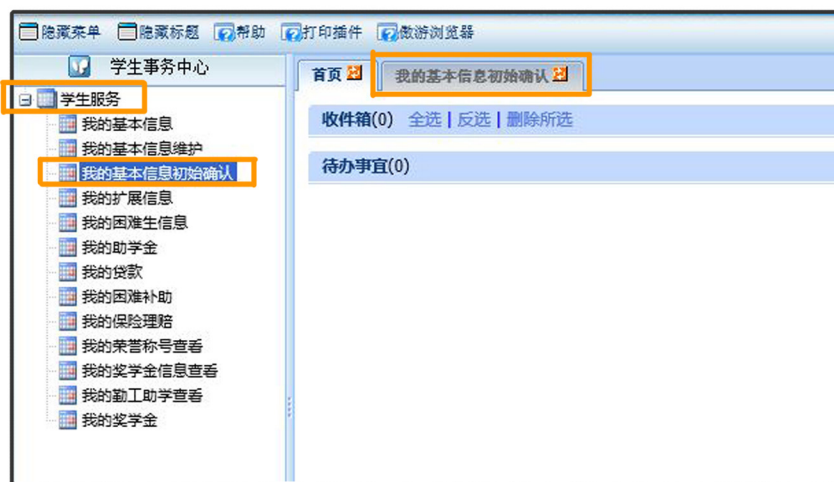 隐藏菜单 隐藏标题 帮助 打印插件 傲游浏览器
学生事务中心
首页 我的基本信息初始确认
学生服务
我的基本信息
我的基本信息维护
我的基本信息初始确认
我的扩展信息
我的困难生信息
我的助学金
我的贷款
我的困难补助
我的保险理赔
我的荣誉称号查看
我的奖学金信息查看
我的勤工助学查看
我的奖学金
收件箱(0) 全选 | 反选 | 删除所选
待办事宜(0)